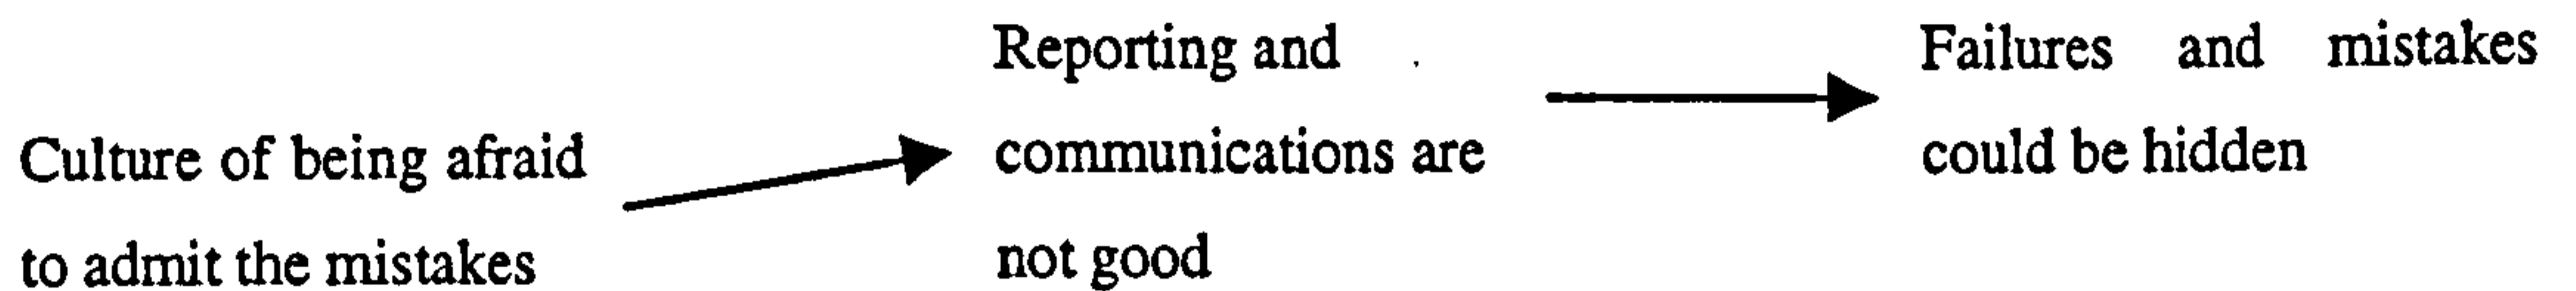 Culture of being afraid
to admit the mistakes
Reporting and
communications are
not good
Failures and mistakes
could be hidden